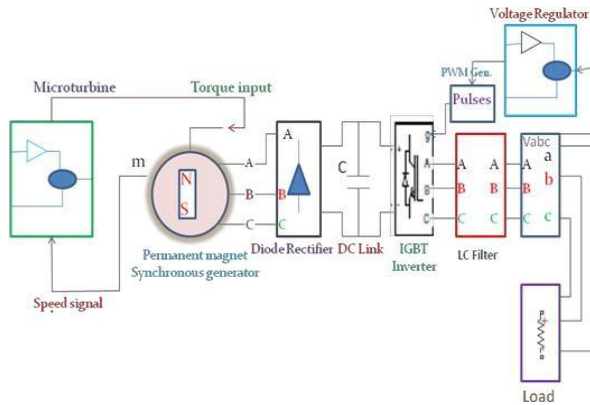 Voltage Regulator
Microturbine
Torque input
PWM Gen.
Pulses
m
N
S
A
B
C
A
B
C
C
g
A
B
C
A
B
C
A
B
C
A
B
C
Vabc
a
b
c
Permanent magnet
Synchronous generator
Diode Rectifier
DC Link
IGBT
Inverter
LC Filter
Speed signal
Load